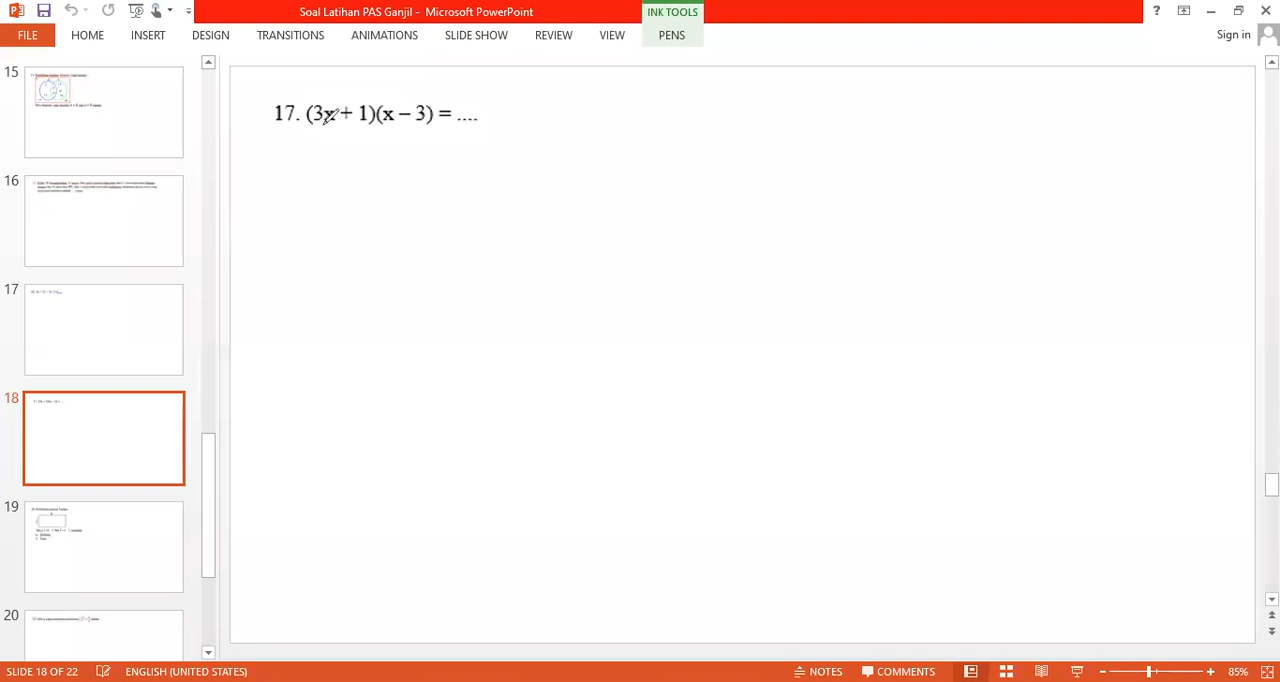 Soal Latihan PAS Ganjil - Microsoft PowerPoint
INK TOOLS
?
FILE HOME INSERT DESIGN TRANSITIONS ANIMATIONS SLIDE SHOW REVIEW VIEW PENS Sign in
15
16
17
18
19
20
17. (3x + 1)(x – 3) = ....
SLIDE 18 OF 22 ENGLISH (UNITED STATES) NOTES COMMENTS 85%